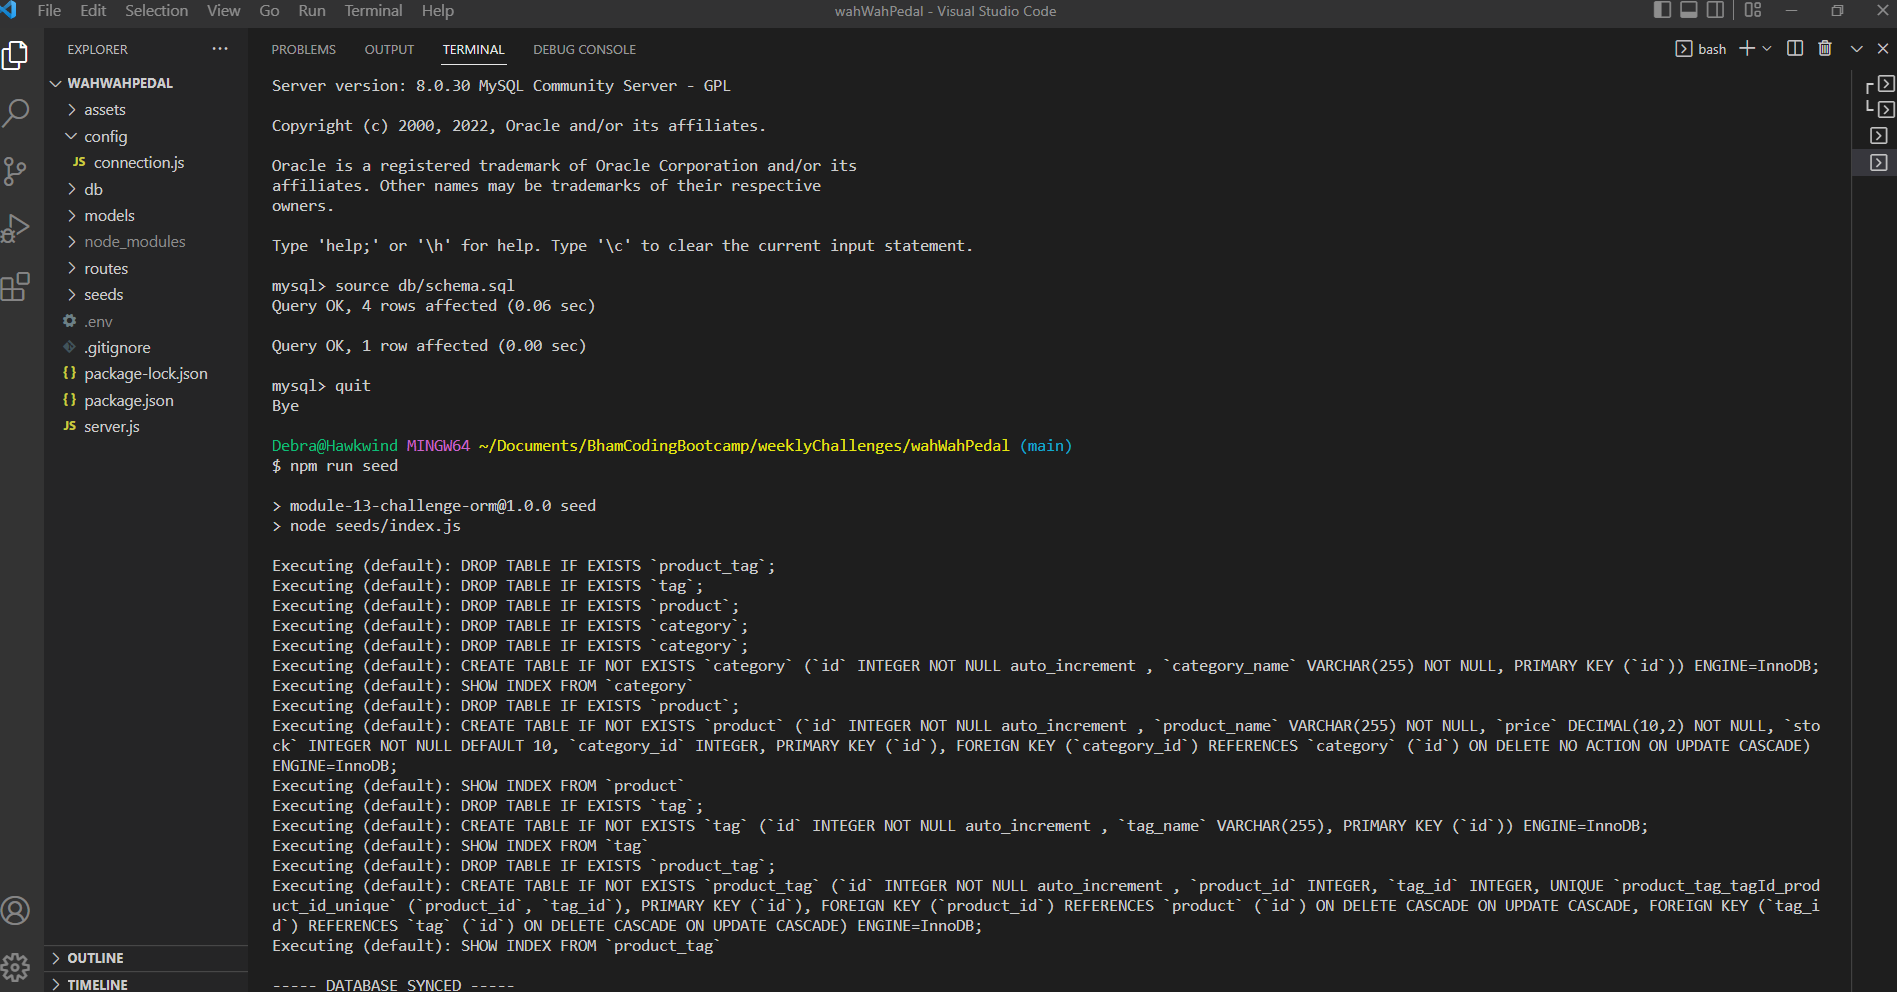 File Edit Selection View Go Run Terminal Help
wahWahPedal - Visual Studio Code
EXPLORER
WAHWAHPEDAL
assets
config
JS connection.js
db
models
node_modules
routes
seeds
.env
.gitignore
{} package-lock.json
{} package.json
JS server.js
OUTLINE
TIMELINE
PROBLEMS OUTPUT TERMINAL DEBUG CONSOLE
bash
Server version: 8.0.30 MySQL Community Server - GPL
Copyright (c) 2000, 2022, Oracle and/or its affiliates.
Oracle is a registered trademark of Oracle Corporation and/or its
affiliates. Other names may be trademarks of their respective
owners.
Type 'help;' or '\h' for help. Type '\c' to clear the current input statement.
mysql> source db/schema.sql
Query OK, 4 rows affected (0.06 sec)
Query OK, 1 row affected (0.00 sec)
mysql> quit
Bye
Debra@Hawkwind MINGW64 ~/Documents/BhamCodingBootcamp/weeklyChallenges/wahWahPedal (main)
$ npm run seed
> module-13-challenge-orm@1.0.0 seed
> node seeds/index.js
Executing (default): DROP TABLE IF EXISTS `product_tag`;
Executing (default): DROP TABLE IF EXISTS `tag`;
Executing (default): DROP TABLE IF EXISTS `product`;
Executing (default): DROP TABLE IF EXISTS `category`;
Executing (default): DROP TABLE IF EXISTS `category`;
Executing (default): CREATE TABLE IF NOT EXISTS `category` (`id` INTEGER NOT NULL auto_increment , `category_name` VARCHAR(255) NOT NULL, PRIMARY KEY (`id`)) ENGINE=InnoDB;
Executing (default): SHOW INDEX FROM `category`
Executing (default): DROP TABLE IF EXISTS `product`;
Executing (default): CREATE TABLE IF NOT EXISTS `product` (`id` INTEGER NOT NULL auto_increment , `product_name` VARCHAR(255) NOT NULL, `price` DECIMAL(10,2) NOT NULL, `sto
ck` INTEGER NOT NULL DEFAULT 10, `category_id` INTEGER, PRIMARY KEY (`id`), FOREIGN KEY (`category_id`) REFERENCES `category` (`id`) ON DELETE NO ACTION ON UPDATE CASCADE)
ENGINE=InnoDB;
Executing (default): SHOW INDEX FROM `product`
Executing (default): DROP TABLE IF EXISTS `tag`;
Executing (default): CREATE TABLE IF NOT EXISTS `tag` (`id` INTEGER NOT NULL auto_increment , `tag_name` VARCHAR(255), PRIMARY KEY (`id`)) ENGINE=InnoDB;
Executing (default): SHOW INDEX FROM `tag`
Executing (default): DROP TABLE IF EXISTS `product_tag`;
Executing (default): CREATE TABLE IF NOT EXISTS `product_tag` (`id` INTEGER NOT NULL auto_increment , `product_id` INTEGER, `tag_id` INTEGER, UNIQUE `product_tag_tagId_prod
uct_id_unique` (`product_id`, `tag_id`), PRIMARY KEY (`id`), FOREIGN KEY (`product_id`) REFERENCES `product` (`id`) ON DELETE CASCADE ON UPDATE CASCADE, FOREIGN KEY (`tag_i
d`) REFERENCES `tag` (`id`) ON DELETE CASCADE ON UPDATE CASCADE) ENGINE=InnoDB;
Executing (default): SHOW INDEX FROM `product_tag`
----- DATABASE SYNCED -----